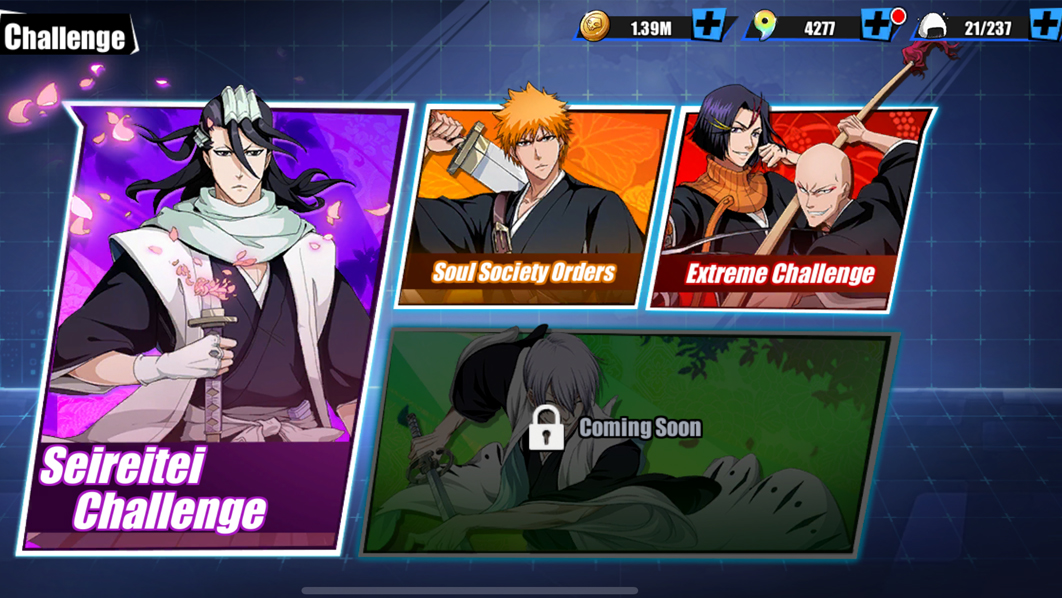 Challenge
1.39M
4277
21/237
Soul Society Orders
Extreme Challenge
Coming Soon
Seireitei
Challenge